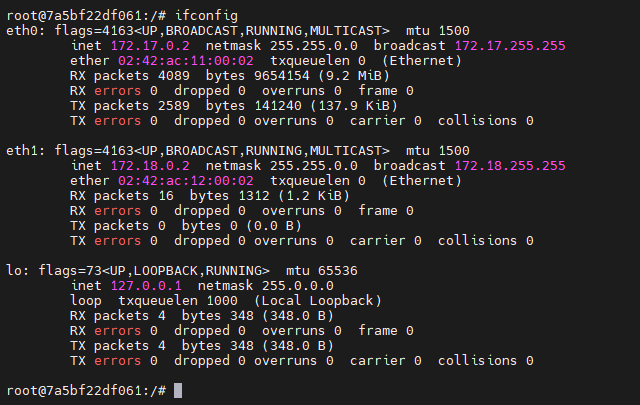 root@7a5bf22df061:/# ifconfig
eth0: flags=4163<UP,BROADCAST,RUNNING,MULTICAST>  mtu 1500
        inet 172.17.0.2  netmask 255.255.0.0  broadcast 172.17.255.255
        ether 02:42:ac:11:00:02  txqueuelen 0  (Ethernet)
        RX packets 4089  bytes 9654154 (9.2 MiB)
        RX errors 0  dropped 0  overruns 0  frame 0
        TX packets 2589  bytes 141240 (137.9 KiB)
        TX errors 0  dropped 0 overruns 0  carrier 0  collisions 0

eth1: flags=4163<UP,BROADCAST,RUNNING,MULTICAST>  mtu 1500
        inet 172.18.0.2  netmask 255.255.0.0  broadcast 172.18.255.255
        ether 02:42:ac:12:00:02  txqueuelen 0  (Ethernet)
        RX packets 16  bytes 1312 (1.2 KiB)
        RX errors 0  dropped 0  overruns 0  frame 0
        TX packets 0  bytes 0 (0.0 B)
        TX errors 0  dropped 0 overruns 0  carrier 0  collisions 0

lo: flags=73<UP,LOOPBACK,RUNNING>  mtu 65536
        inet 127.0.0.1  netmask 255.0.0.0
        loop  txqueuelen 1000  (Local Loopback)
        RX packets 4  bytes 348 (348.0 B)
        RX errors 0  dropped 0  overruns 0  frame 0
        TX packets 4  bytes 348 (348.0 B)
        TX errors 0  dropped 0 overruns 0  carrier 0  collisions 0

root@7a5bf22df061:/#